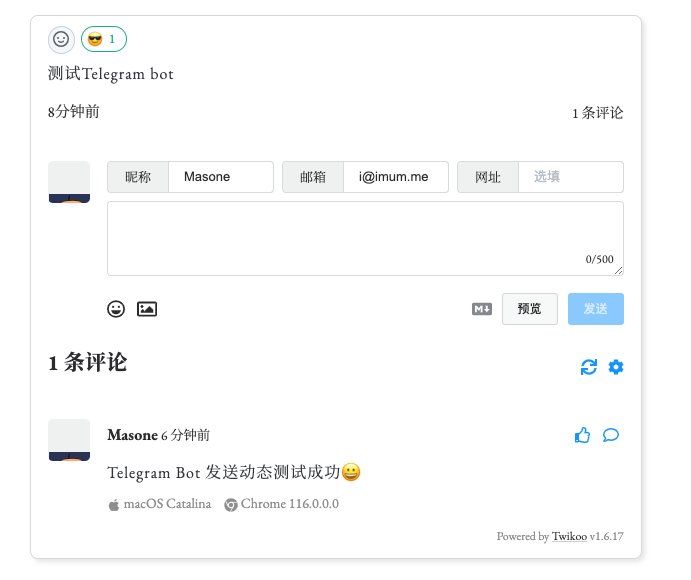 😎 1
测试Telegram bot
8分钟前 1 条评论
昵称 Masone 邮箱 i@imum.me 网址 选填
0/500
M↓ 预览 发送
1 条评论
Masone 6 分钟前
Telegram Bot 发送动态测试成功😀
macOS Catalina Chrome 116.0.0.0
Powered by Twikoo v1.6.17